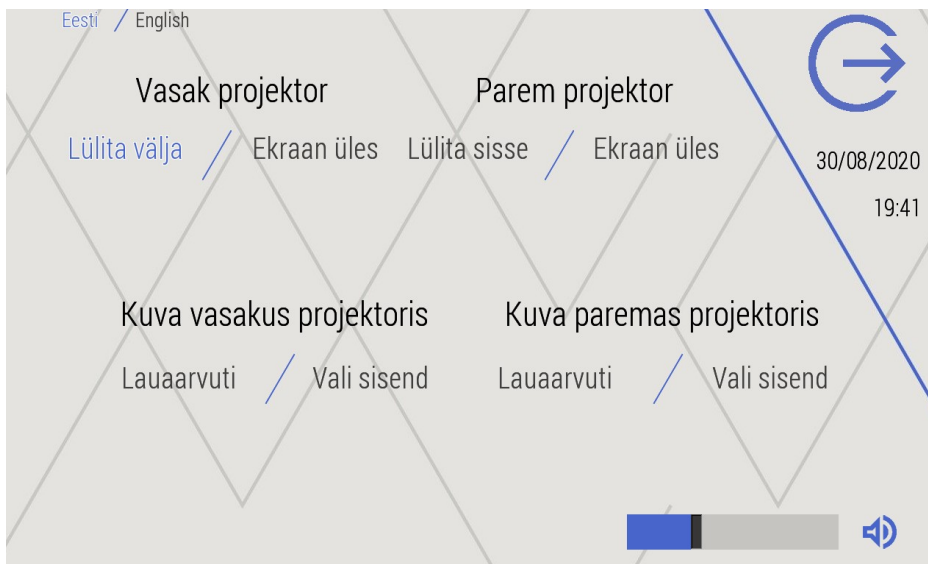 Eesti / English
Vasak projektor
Parem projektor
Lülita välja / Ekraan üles
Lülita sisse / Ekraan üles
30/08/2020
19:41
Kuva vasakus projektoris
Kuva paremas projektoris
Lauaarvuti / Vali sisend
Lauaarvuti / Vali sisend